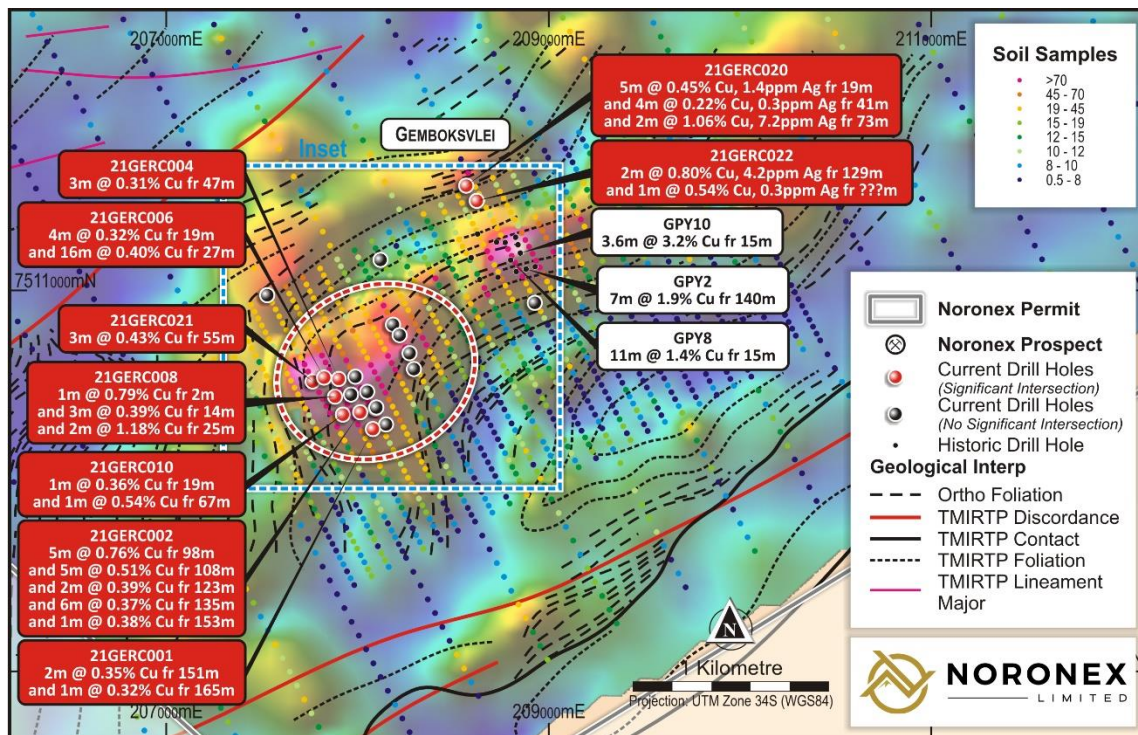 207000mE
209000mE
211000mE
7511000mN
Inset
GEMBOKSVLEI
21GERC004
3m @ 0.31% Cu fr 47m
21GERC006
4m @ 0.32% Cu fr 19m
and 16m @ 0.40% Cu fr 27m
21GERC021
3m @ 0.43% Cu fr 55m
21GERC008
1m @ 0.79% Cu fr 2m
and 3m @ 0.39% Cu fr 14m
and 2m @ 1.18% Cu fr 25m
21GERC010
1m @ 0.36% Cu fr 19m
and 1m @ 0.54% Cu fr 67m
21GERC002
5m @ 0.76% Cu fr 98m
and 5m @ 0.51% Cu fr 108m
and 2m @ 0.39% Cu fr 123m
and 6m @ 0.37% Cu fr 135m
and 1m @ 0.38% Cu fr 153m
21GERC001
2m @ 0.35% Cu fr 151m
and 1m @ 0.32% Cu fr 165m
21GERC020
5m @ 0.45% Cu, 1.4ppm Ag fr 19m
and 4m @ 0.22% Cu, 0.3ppm Ag fr 41m
and 2m @ 1.06% Cu, 7.2ppm Ag fr 73m
21GERC022
2m @ 0.80% Cu, 4.2ppm Ag fr 129m
and 1m @ 0.54% Cu, 0.3ppm Ag fr ???m
GPY10
3.6m @ 3.2% Cu fr 15m
GPY2
7m @ 1.9% Cu fr 140m
GPY8
11m @ 1.4% Cu fr 15m
Soil Samples
>70
45 - 70
19 - 45
15 - 19
12 - 15
10 - 12
8 - 10
0.5 - 8
Noronex Permit
Noronex Prospect
Current Drill Holes
(Significant Intersection)
Current Drill Holes
(No Significant Intersection)
Historic Drill Hole
Geological Interp
Ortho Foliation
TMIRTP Discordance
TMIRTP Contact
TMIRTP Foliation
TMIRTP Lineament
Major
N
1 Kilometre
Projection: UTM Zone 34S (WGS84)
207000mE
209000mE
NORONEX
LIMITED